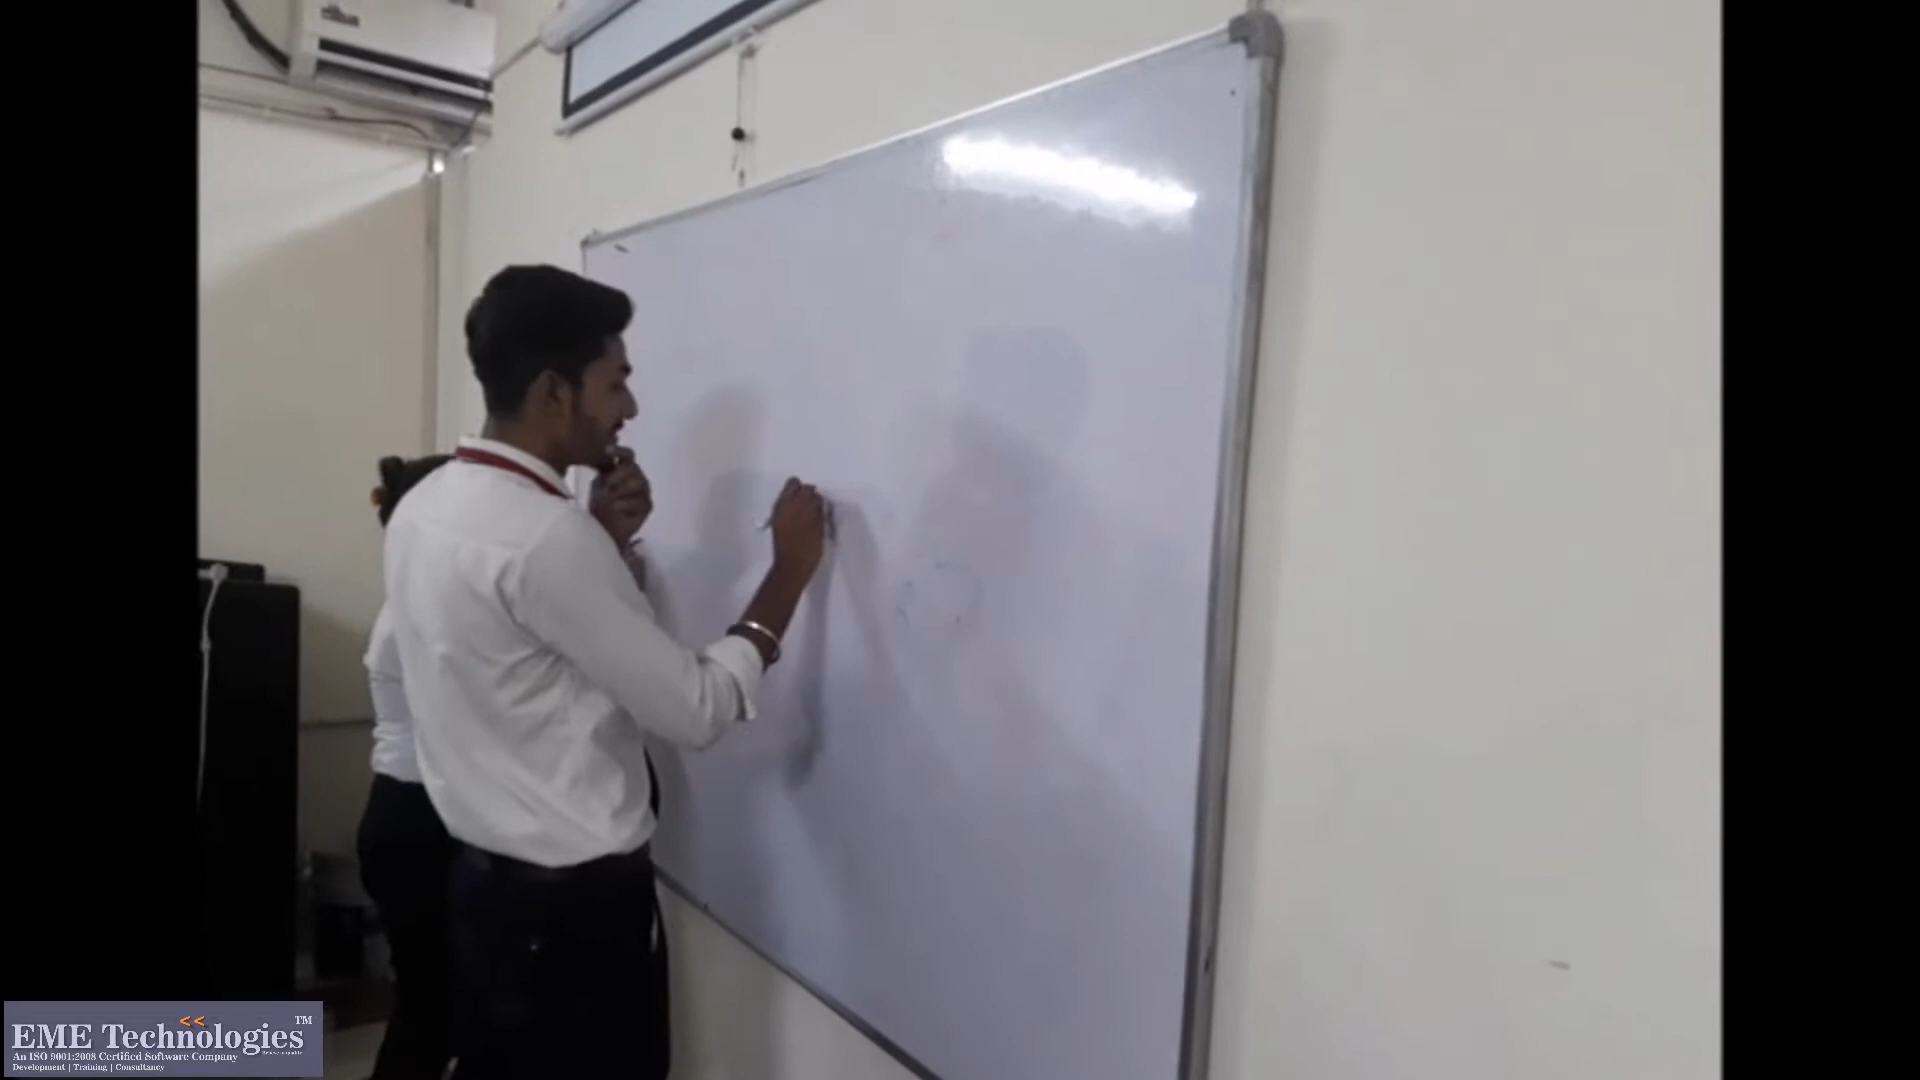 EME Technologies™
An ISO 9001:2008 Certified Software Company
Development | Training | Consultancy